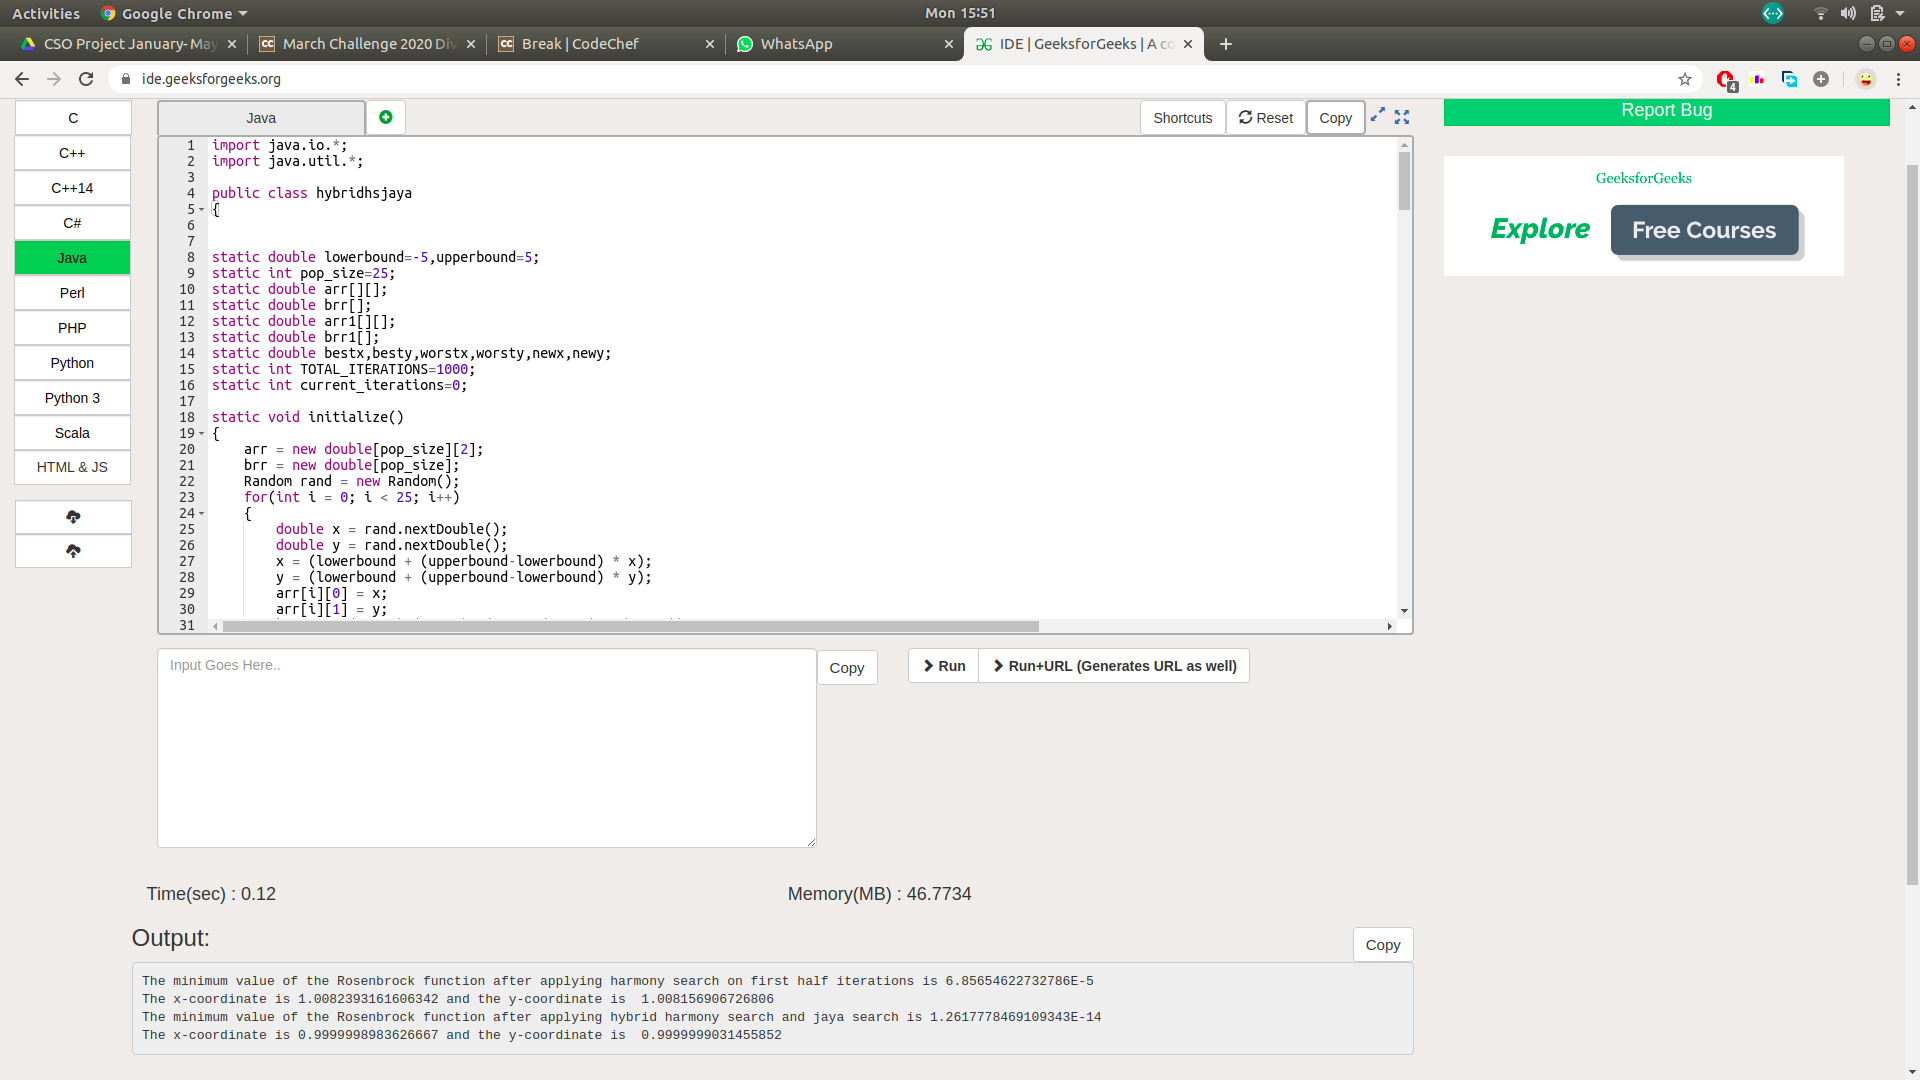 Activities Google Chrome Mon 15:51
CSO Project January-May March Challenge 2020 Div Break | CodeChef WhatsApp IDE | GeeksforGeeks | A co
ide.geeksforgeeks.org
4
C
C++
C++14
C#
Java
Perl
PHP
Python
Python 3
Scala
HTML & JS
Java
Shortcuts Reset Copy
1 import java.io.*;
2 import java.util.*;
3
4 public class hybridhsjaya
5 {
6
7
8 static double lowerbound=-5,upperbound=5;
9 static int pop_size=25;
10 static double arr[][];
11 static double brr[];
12 static double arr1[][];
13 static double brr1[];
14 static double bestx,besty,worstx,worsty,newx,newy;
15 static int TOTAL_ITERATIONS=1000;
16 static int current_iterations=0;
17
18 static void initialize()
19 {
20 arr = new double[pop_size][2];
21 brr = new double[pop_size];
22 Random rand = new Random();
23 for(int i = 0; i < 25; i++)
24 {
25 double x = rand.nextDouble();
26 double y = rand.nextDouble();
27 x = (lowerbound + (upperbound-lowerbound) * x);
28 y = (lowerbound + (upperbound-lowerbound) * y);
29 arr[i][0] = x;
30 arr[i][1] = y;
31
Report Bug
GeeksforGeeks
Explore Free Courses
Input Goes Here..
Copy
Run Run+URL (Generates URL as well)
Time(sec) : 0.12 Memory(MB) : 46.7734
Output:
Copy
The minimum value of the Rosenbrock function after applying harmony search on first half iterations is 6.85654622732786E-5
The x-coordinate is 1.0082393161606342 and the y-coordinate is  1.008156906726806
The minimum value of the Rosenbrock function after applying hybrid harmony search and jaya search is 1.2617778469109343E-14
The x-coordinate is 0.9999998983626667 and the y-coordinate is  0.9999999031455852